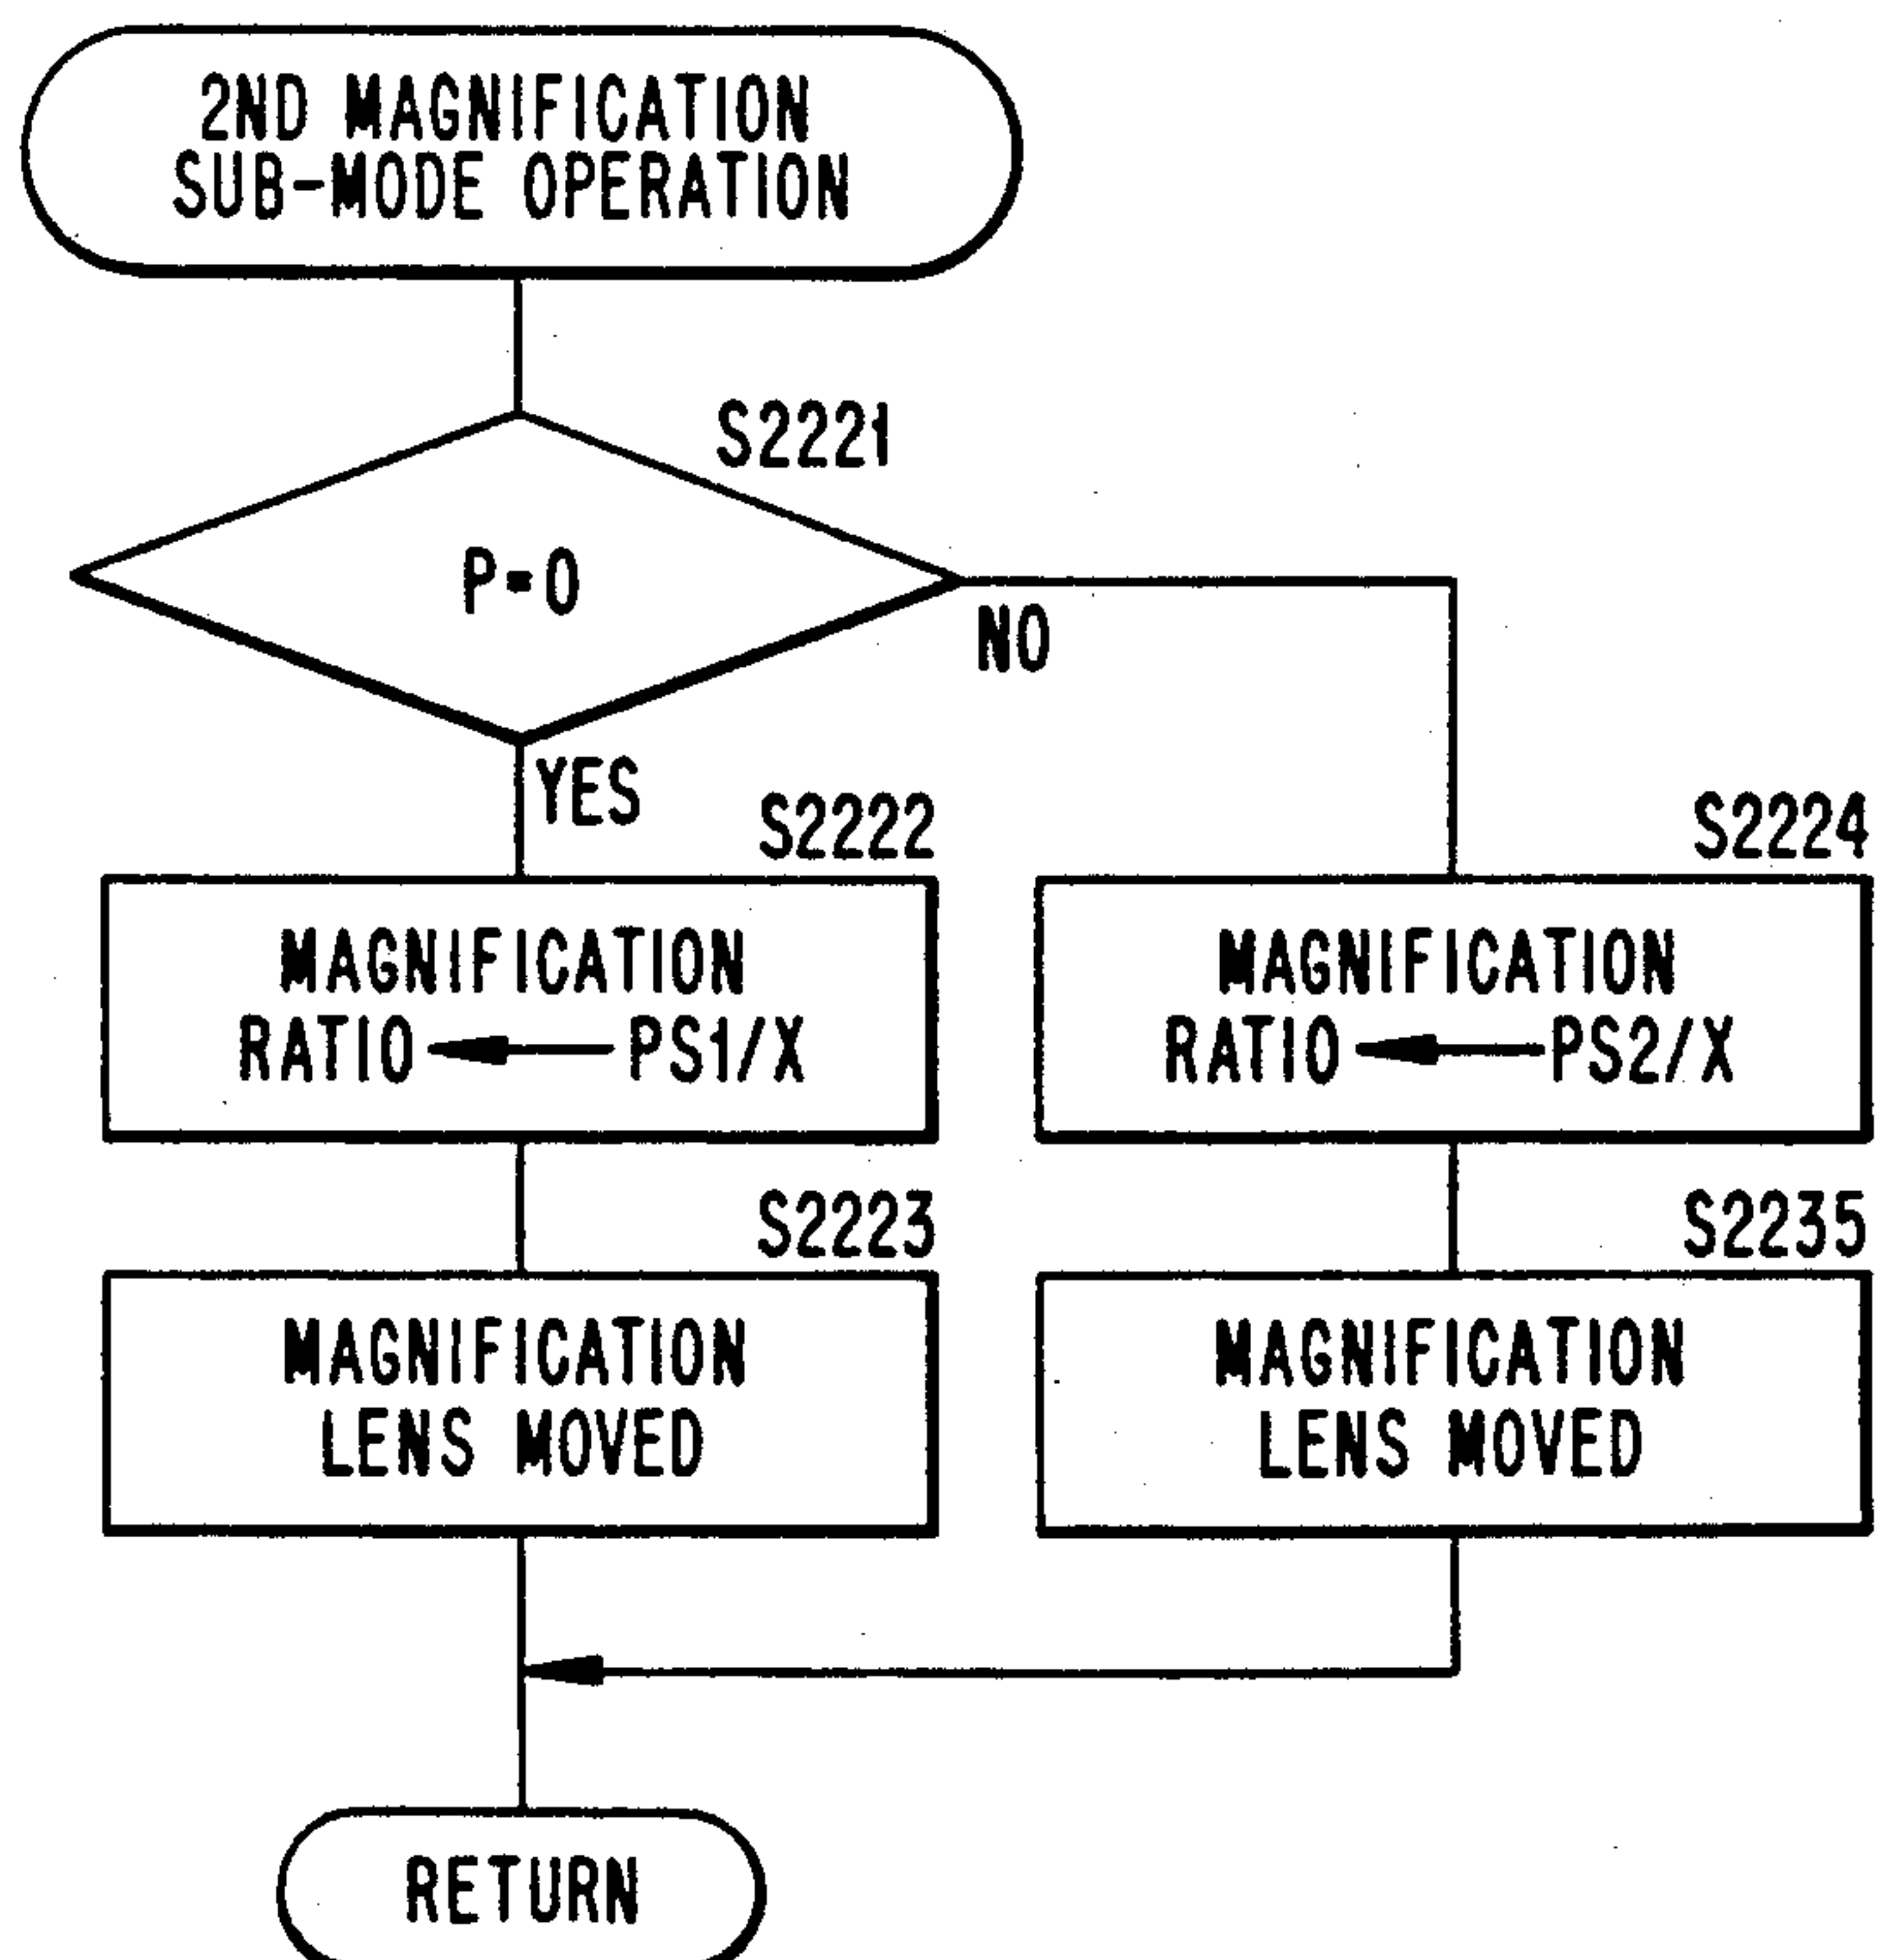 2ND MAGNIFICATION
SUB-MODE OPERATION
S2221
P=0
NO
YES
S2222
MAGNIFICATION
RATIO ← PS1/X
S2224
MAGNIFICATION
RATIO ← PS2/X
S2223
MAGNIFICATION
LENS MOVED
S2235
MAGNIFICATION
LENS MOVED
RETURN